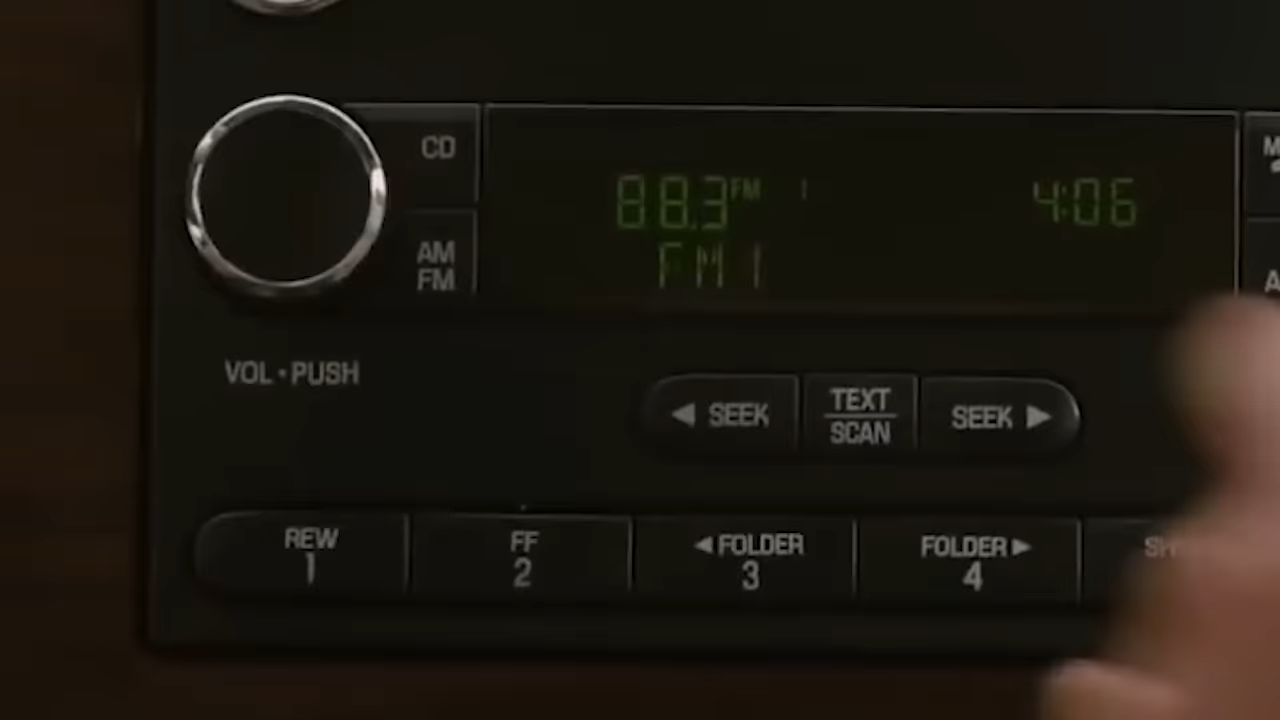 CD
88.3 FM 1 4:06
AM
FM
FM1
VOL•PUSH
◀ SEEK
TEXT
SCAN
SEEK ▶
REW
1
FF
2
◀FOLDER
3
FOLDER▶
4